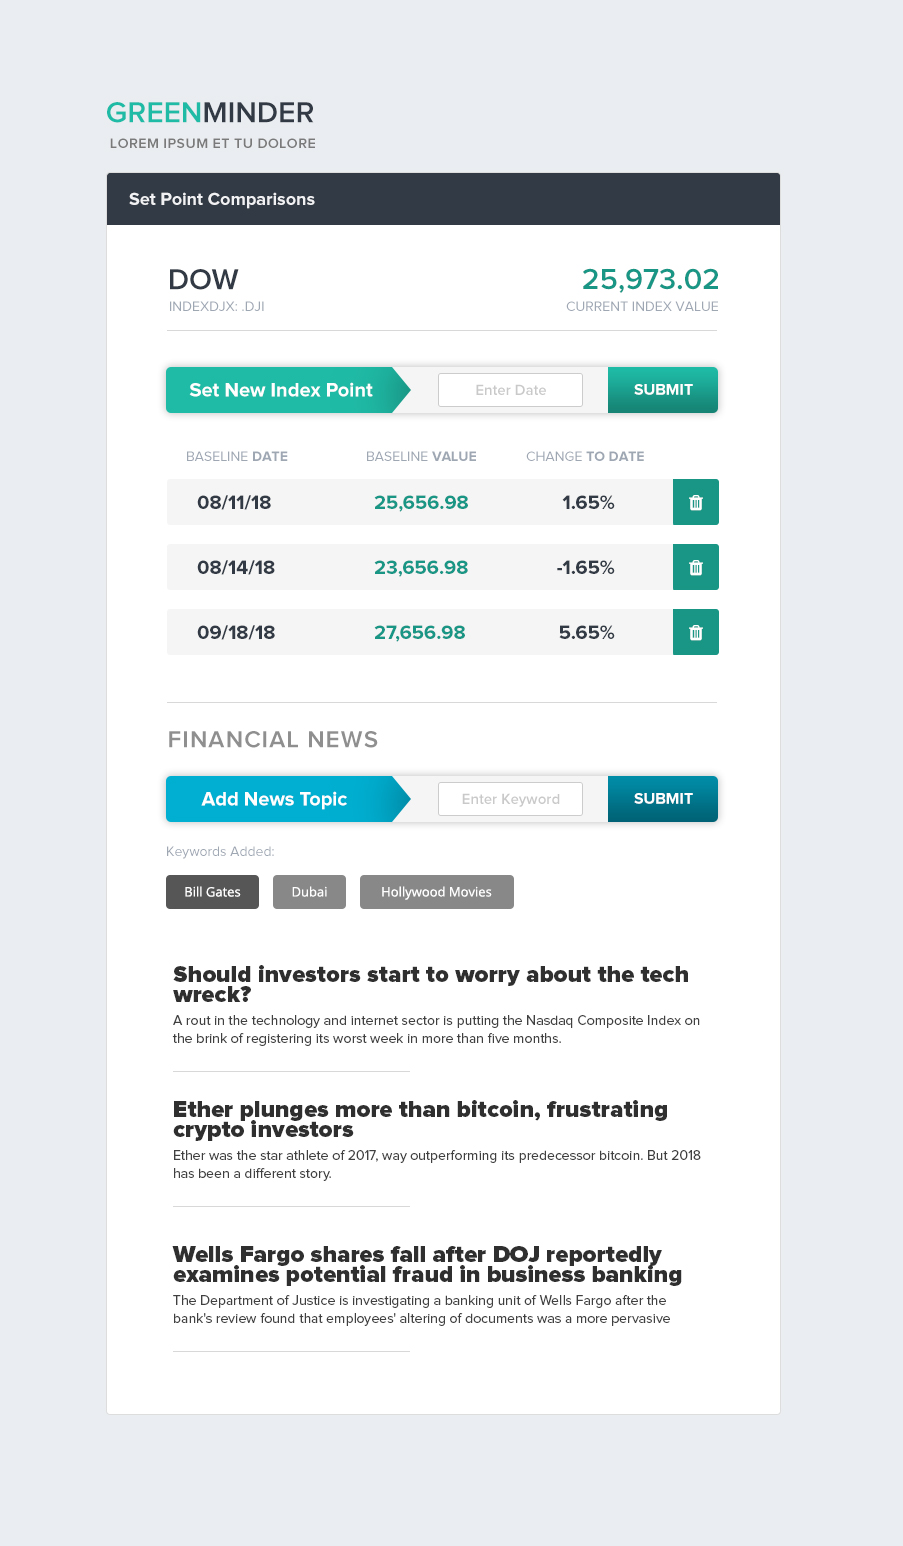 GREENMINDER
LOREM IPSUM ET TU DOLORE
Set Point Comparisons
DOW 25,973.02
INDEXDJX: .DJI CURRENT INDEX VALUE
Set New Index Point Enter Date SUBMIT
BASELINE DATE BASELINE VALUE CHANGE TO DATE
08/11/18 25,656.98 1.65%
08/14/18 23,656.98 -1.65%
09/18/18 27,656.98 5.65%
FINANCIAL NEWS
Add News Topic Enter Keyword SUBMIT
Keywords Added:
Bill Gates Dubai Hollywood Movies
Should investors start to worry about the tech
wreck?
A rout in the technology and internet sector is putting the Nasdaq Composite Index on
the brink of registering its worst week in more than five months.
Ether plunges more than bitcoin, frustrating
crypto investors
Ether was the star athlete of 2017, way outperforming its predecessor bitcoin. But 2018
has been a different story.
Wells Fargo shares fall after DOJ reportedly
examines potential fraud in business banking
The Department of Justice is investigating a banking unit of Wells Fargo after the
bank's review found that employees' altering of documents was a more pervasive